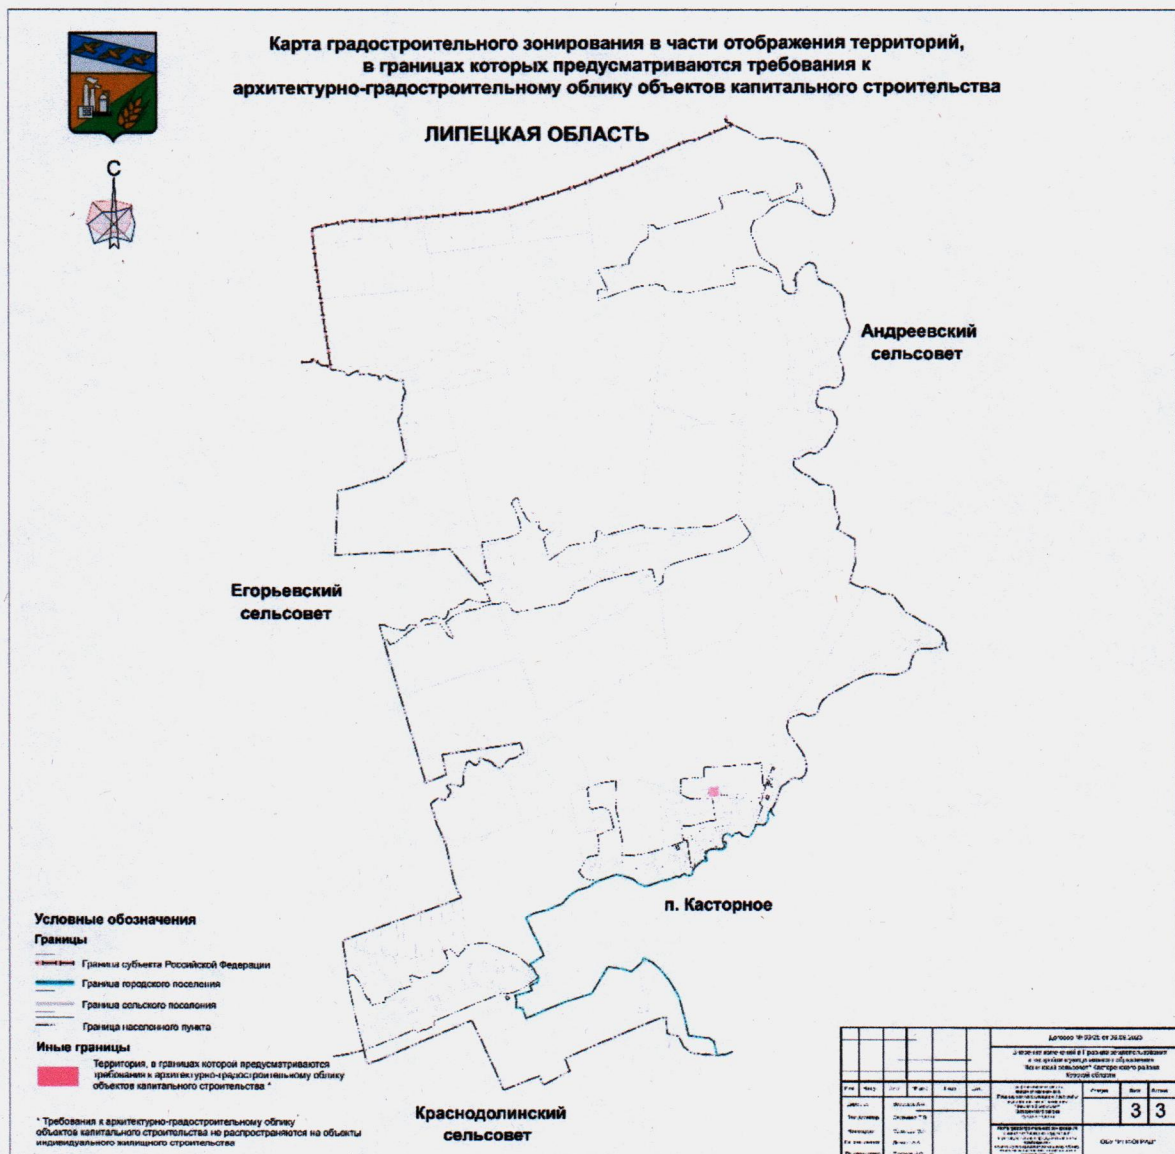 Карта градостроительного зонирования в части отображения территорий,
в границах которых предусматриваются требования к
архитектурно-градостроительному облику объектов капитального строительства
ЛИПЕЦКАЯ ОБЛАСТЬ
С
Андреевский
сельсовет
Егорьевский
сельсовет
п. Касторное
Условные обозначения
Границы
Граница субъекта Российской Федерации
Граница городского поселения
Граница сельского поселения
Граница населенного пункта
Иные границы
Территория, в границах которой предусматриваются
требования к архитектурно-градостроительному облику
объектов капитального строительства *
* Требования к архитектурно-градостроительному облику
объектов капитального строительства не распространяются на объекты
индивидуального жилищного строительства
Краснодолинский
сельсовет
3 3